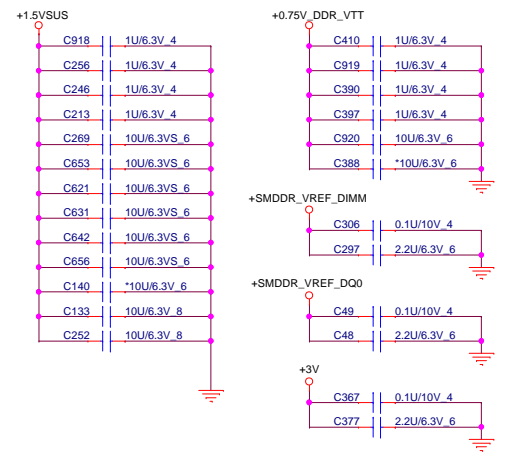 +1.5VSUS
C918 1U/6.3V_4
C256 1U/6.3V_4
C246 1U/6.3V_4
C213 1U/6.3V_4
C269 10U/6.3VS_6
C653 10U/6.3VS_6
C621 10U/6.3VS_6
C631 10U/6.3VS_6
C642 10U/6.3VS_6
C656 10U/6.3VS_6
C140 *10U/6.3V_6
C133 10U/6.3V_8
C252 10U/6.3V_8
+0.75V_DDR_VTT
C410 1U/6.3V_4
C919 1U/6.3V_4
C390 1U/6.3V_4
C397 1U/6.3V_4
C920 10U/6.3V_6
C388 *10U/6.3V_6
+SMDDR_VREF_DIMM
C306 0.1U/10V_4
C297 2.2U/6.3V_6
+SMDDR_VREF_DQ0
C49 0.1U/10V_4
C48 2.2U/6.3V_6
+3V
C367 0.1U/10V_4
C377 2.2U/6.3V_6